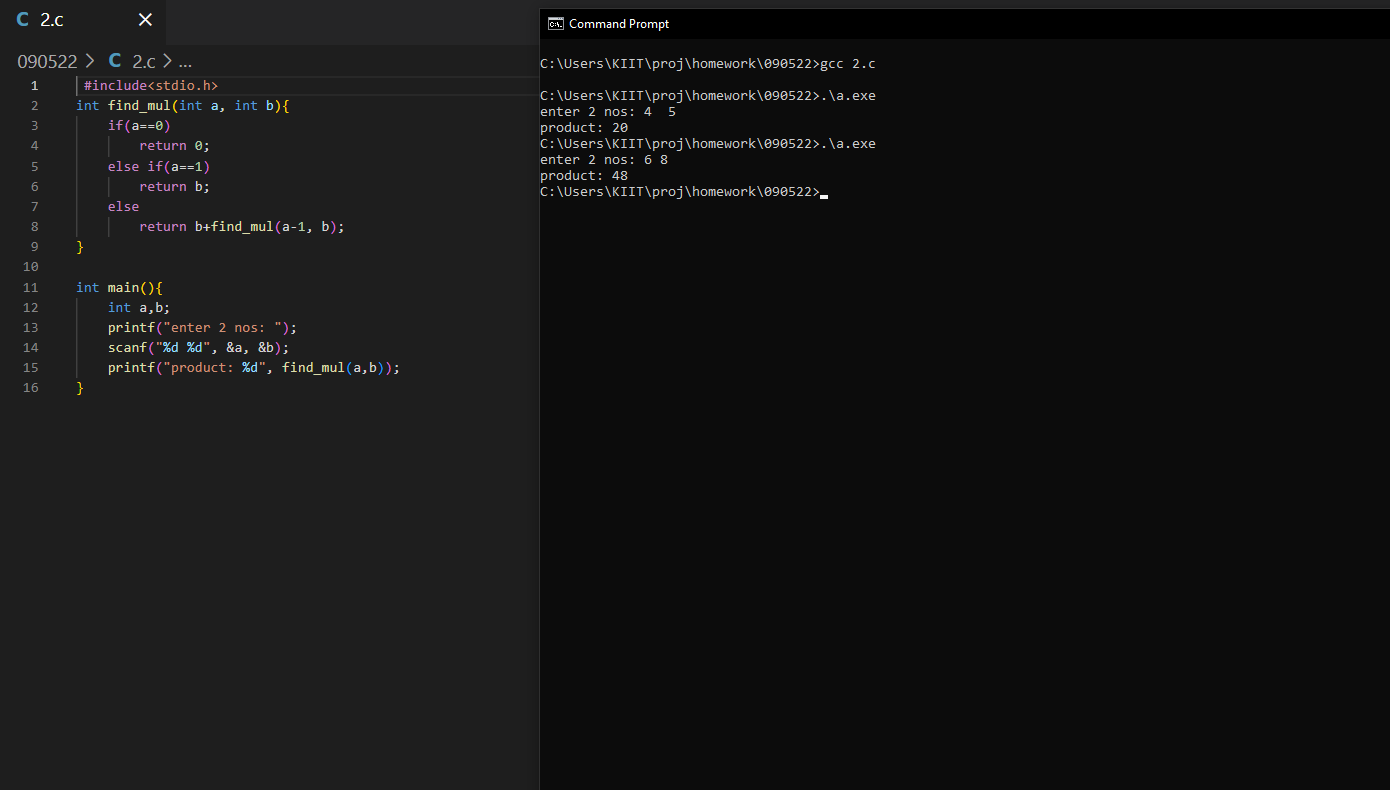 C 2.c ✕
090522 > C 2.c > ...
1 #include<stdio.h>
2 int find_mul(int a, int b){
3     if(a==0)
4         return 0;
5     else if(a==1)
6         return b;
7     else
8         return b+find_mul(a-1, b);
9 }
10
11 int main(){
12     int a,b;
13     printf("enter 2 nos: ");
14     scanf("%d %d", &a, &b);
15     printf("product: %d", find_mul(a,b));
16 }
Command Prompt
C:\Users\KIIT\proj\homework\090522>gcc 2.c
C:\Users\KIIT\proj\homework\090522>.\a.exe
enter 2 nos: 4  5
product: 20
C:\Users\KIIT\proj\homework\090522>.\a.exe
enter 2 nos: 6 8
product: 48
C:\Users\KIIT\proj\homework\090522>